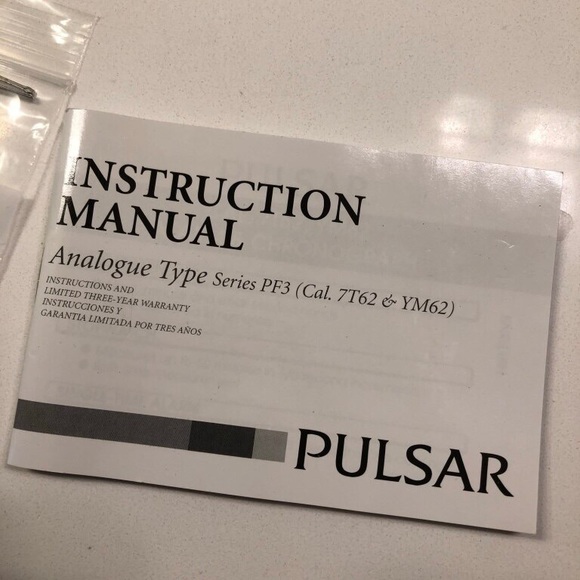 INSTRUCTION
MANUAL
Analogue Type Series PF3 (Cal. 7T62 & YM62)
INSTRUCTIONS AND
LIMITED THREE-YEAR WARRANTY
INSTRUCCIONES Y
GARANTIA LIMITADA POR TRES AÑOS
PULSAR